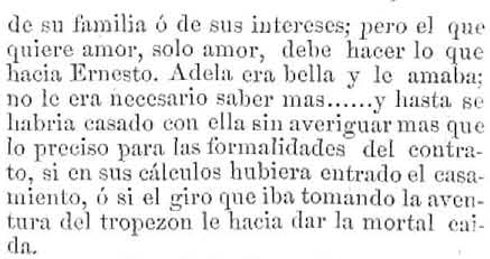 de su familia ó de sus intereses; pero el que
quiere amor, solo amor, debe hacer lo que
hacia Ernesto. Adela era bella y le amaba;
no le era necesario saber mas......y hasta se
habria casado con ella sin averiguar mas que
lo preciso para las formalidades del contra-
to, si en sus cálculos hubiera entrado el casa-
miento, ó si el giro que iba tomando la aven-
tura del tropezon le hacia dar la mortal cai-
da.